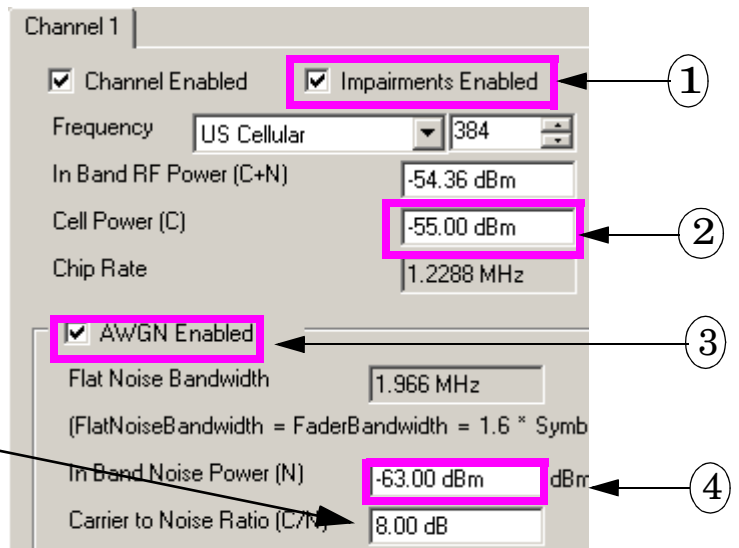 Channel 1
Channel Enabled Impairments Enabled 1
Frequency US Cellular 384
In Band RF Power (C+N) -54.36 dBm
Cell Power (C) -55.00 dBm 2
Chip Rate 1.2288 MHz
AWGN Enabled 3
Flat Noise Bandwidth 1.966 MHz
(FlatNoiseBandwidth = FaderBandwidth = 1.6 * Symb
In Band Noise Power (N) -63.00 dBm dBm 4
Carrier to Noise Ratio (C/N) 8.00 dB